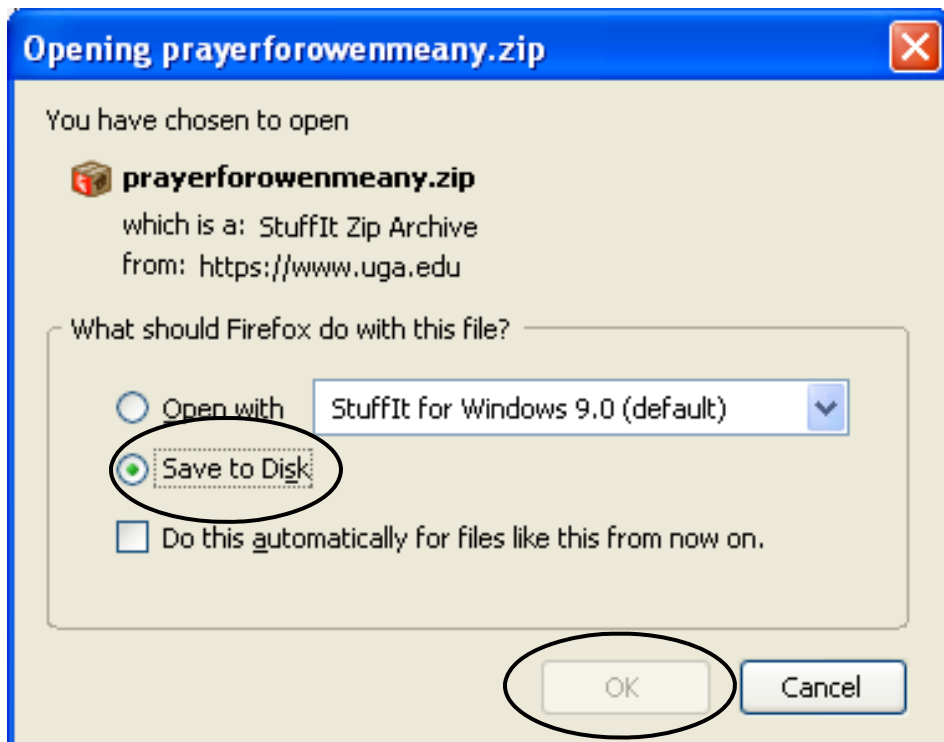 Opening prayerforowenmeany.zip
You have chosen to open
prayerforowenmeany.zip
which is a: StuffIt Zip Archive
from: https://www.uga.edu
What should Firefox do with this file?
Open with StuffIt for Windows 9.0 (default)
Save to Disk
Do this automatically for files like this from now on.
OK Cancel